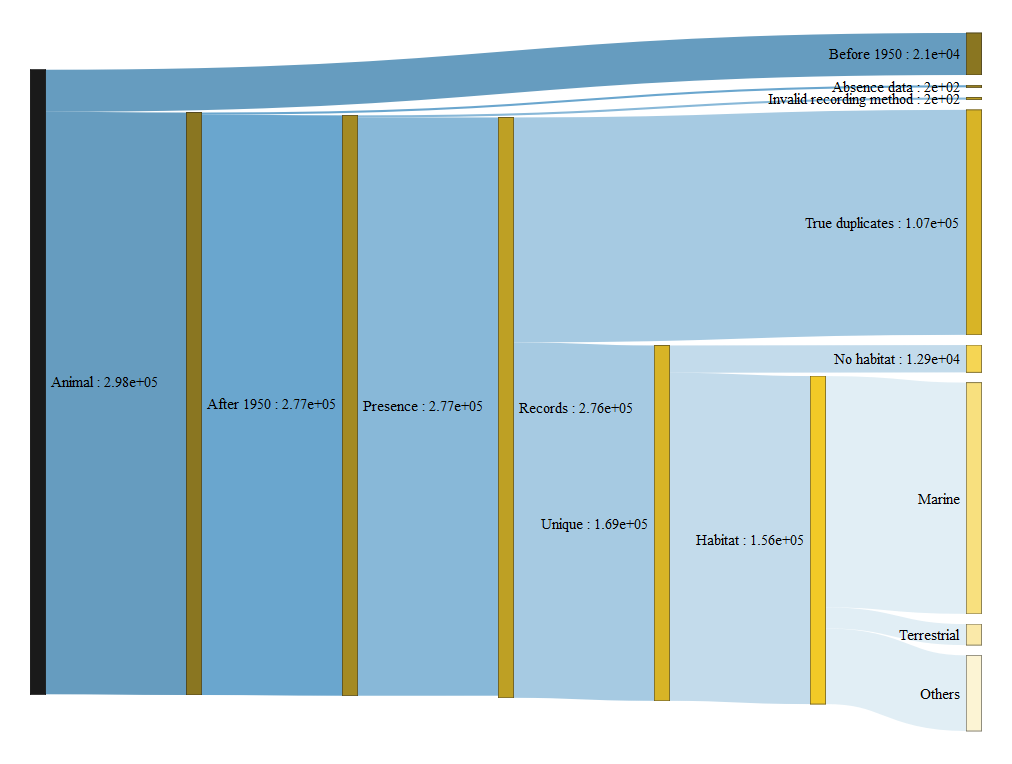 Before 1950 : 2.1e+04
Absence data : 2e+02
Invalid recording method : 2e+02
True duplicates : 1.07e+05
No habitat : 1.29e+04
Animal : 2.98e+05
After 1950 : 2.77e+05
Presence : 2.77e+05
Records : 2.76e+05
Marine
Unique : 1.69e+05
Habitat : 1.56e+05
Terrestrial
Others